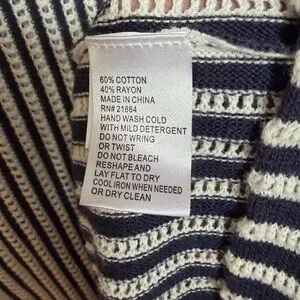 60% COTTON
40% RAYON
MADE IN CHINA
RN# 21664
HAND WASH COLD
WITH MILD DETERGENT
DO NOT WRING
OR TWIST
DO NOT BLEACH
RESHAPE AND
LAY FLAT TO DRY
COOL IRON WHEN NEEDED
OR DRY CLEAN